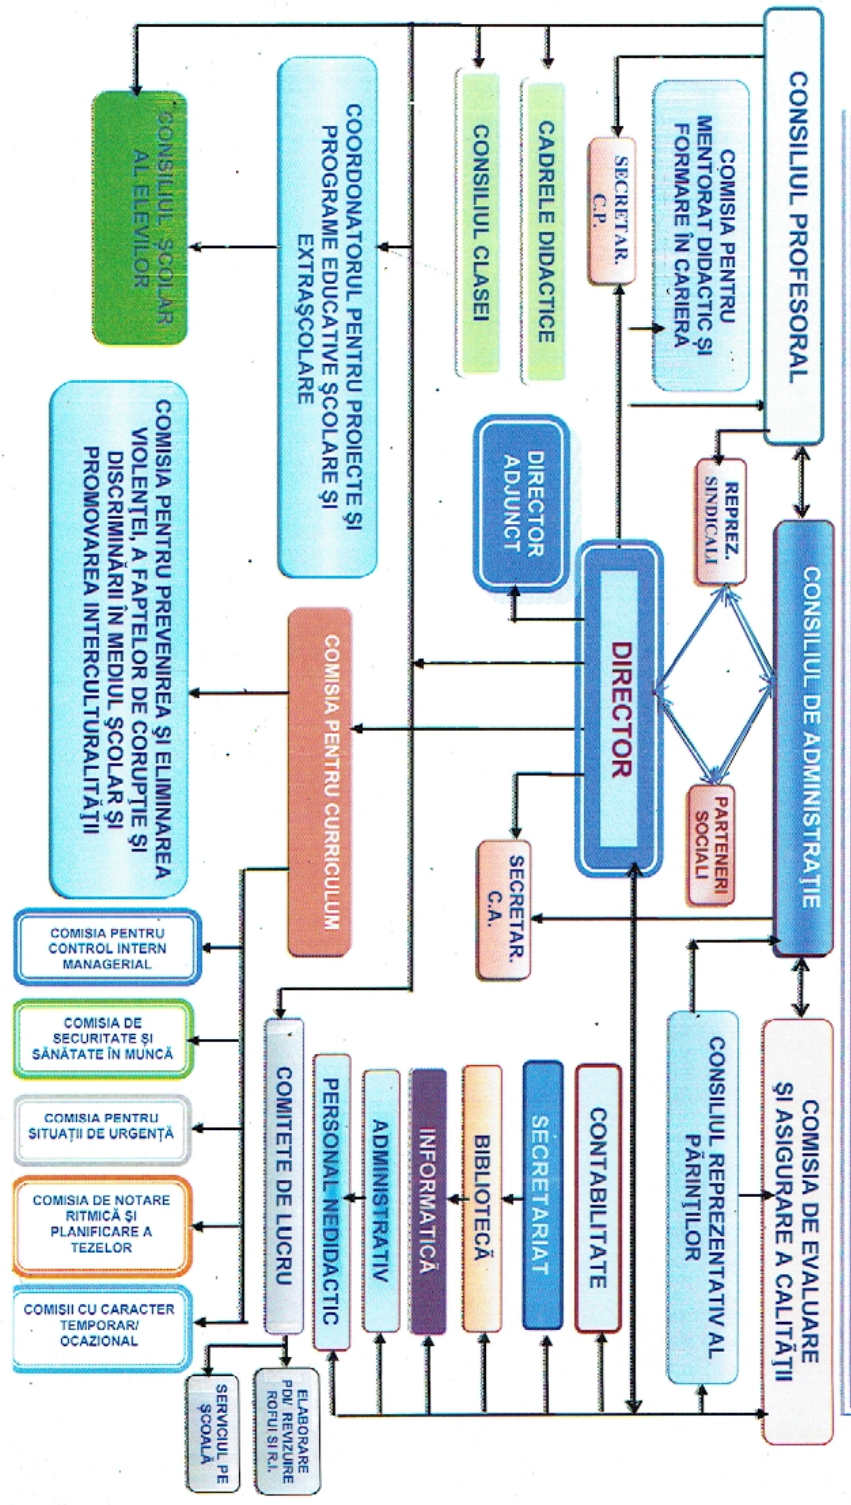 CONSILIUL PROFESORAL
CONSILIUL DE ADMINISTRAȚIE
COMISIA DE EVALUARE
ȘI ASIGURARE A CALITĂȚII
COMISIA PENTRU
MENTORAT DIDACTIC ȘI
FORMARE ÎN CARIERA
REPREZ.
SINDICALI
PARTENERI
SOCIALI
CONSILIUL REPREZENTATIV AL
PĂRINȚILOR
SECRETAR.
C.P.
DIRECTOR
CADRELE DIDACTICE
CONSILIUL CLASEI
DIRECTOR
ADJUNCT
SECRETAR.
C.A.
CONTABILITATE
SECRETARIAT
BIBLIOTECĂ
INFORMATICĂ
ADMINISTRATIV
PERSONAL NEDIDACTIC
COORDONATORUL PENTRU PROIECTE ȘI
PROGRAME EDUCATIVE ȘCOLARE ȘI
EXTRAȘCOLARE
COMISIA PENTRU CURRICULUM
COMITETE DE LUCRU
ELABORARE
PDI/ REVIZUIRE
ROFUI SI R.I.
SERVICIUL PE
ȘCOALĂ
CONSILIUL ȘCOLAR
AL ELEVILOR
COMISIA PENTRU PREVENIREA ȘI ELIMINAREA
VIOLENȚEI, A FAPTELOR DE CORUPȚIE ȘI
DISCRIMINĂRII ÎN MEDIUL ȘCOLAR ȘI
PROMOVAREA INTERCULTURALITĂȚII
COMISIA PENTRU
CONTROL INTERN
MANAGERIAL
COMISIA DE
SECURITATE ȘI
SĂNĂTATE ÎN MUNCĂ
COMISIA PENTRU
SITUAȚII DE URGENȚĂ
COMISIA DE NOTARE
RITMICĂ ȘI
PLANIFICARE A
TEZELOR
COMISII CU CARACTER
TEMPORAR/
OCAZIONAL